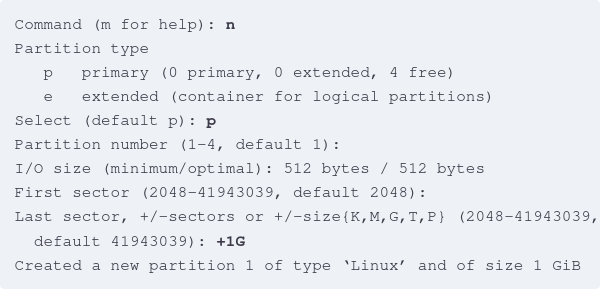 Command (m for help): n
Partition type
p primary (0 primary, 0 extended, 4 free)
e extended (container for logical partitions)
Select (default p): p
Partition number (1-4, default 1):
I/O size (minimum/optimal): 512 bytes / 512 bytes
First sector (2048-41943039, default 2048):
Last sector, +/-sectors or +/-size{K,M,G,T,P} (2048-41943039,
default 41943039): +1G
Created a new partition 1 of type ‘Linux’ and of size 1 GiB